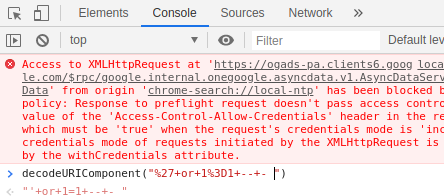 Elements Console Sources Network
top Filter Default leve
Access to XMLHttpRequest at 'https://ogads-pa.clients6.goog loca
le.com/$rpc/google.internal.onegoogle.asyncdata.v1.AsyncDataServ
Data' from origin 'chrome-search://local-ntp' has been blocked b
policy: Response to preflight request doesn't pass access contro
value of the 'Access-Control-Allow-Credentials' header in the re
which must be 'true' when the request's credentials mode is 'inc
credentials mode of requests initiated by the XMLHttpRequest is
by the withCredentials attribute.
> decodeURIComponent("%27+or+1%3D1+--+- ")
"'+or+1=1+--+- "